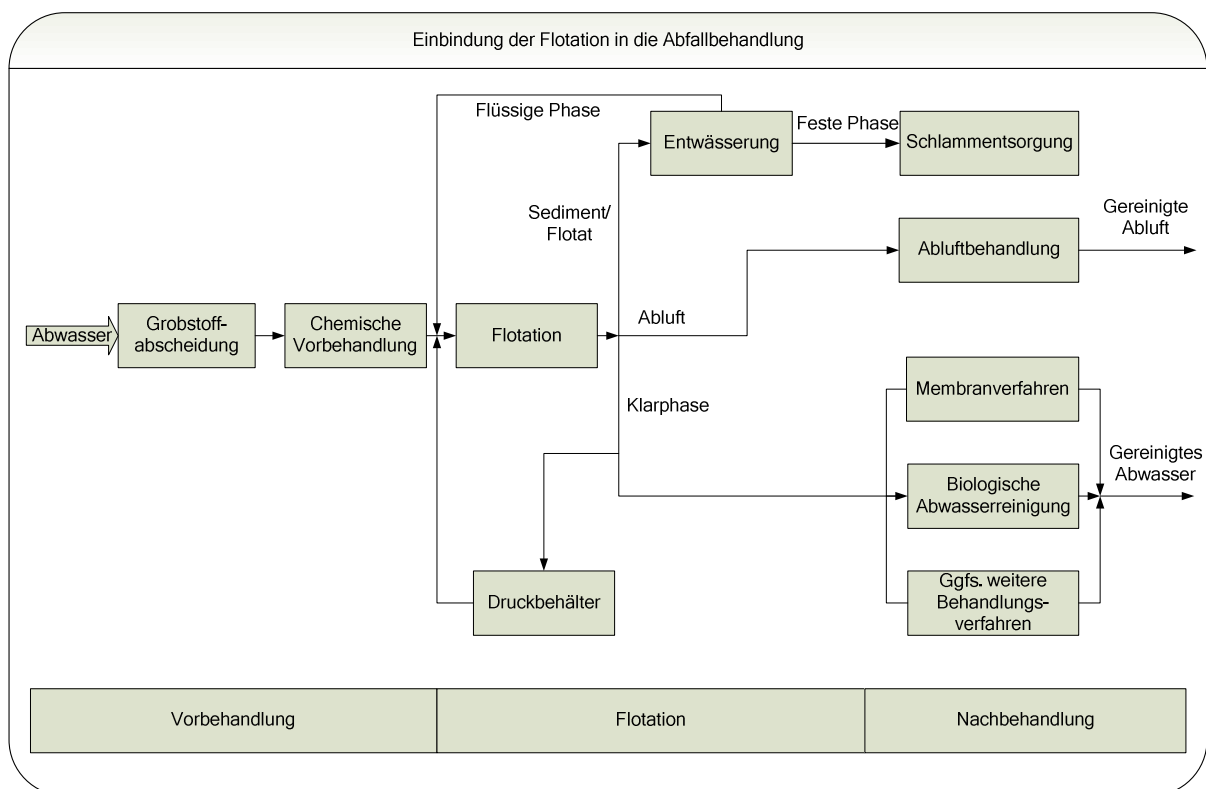 Einbindung der Flotation in die Abfallbehandlung
Flüssige Phase
Entwässerung
Feste Phase
Schlammentsorgung
Sediment/
Flotat
Gereinigte
Abluft
Abluftbehandlung
Abwasser
Grobstoff-
abscheidung
Chemische
Vorbehandlung
Flotation
Abluft
Klarphase
Membranverfahren
Biologische
Abwasserreinigung
Gereinigtes
Abwasser
Druckbehälter
Ggfs. weitere
Behandlungs-
verfahren
Vorbehandlung
Flotation
Nachbehandlung